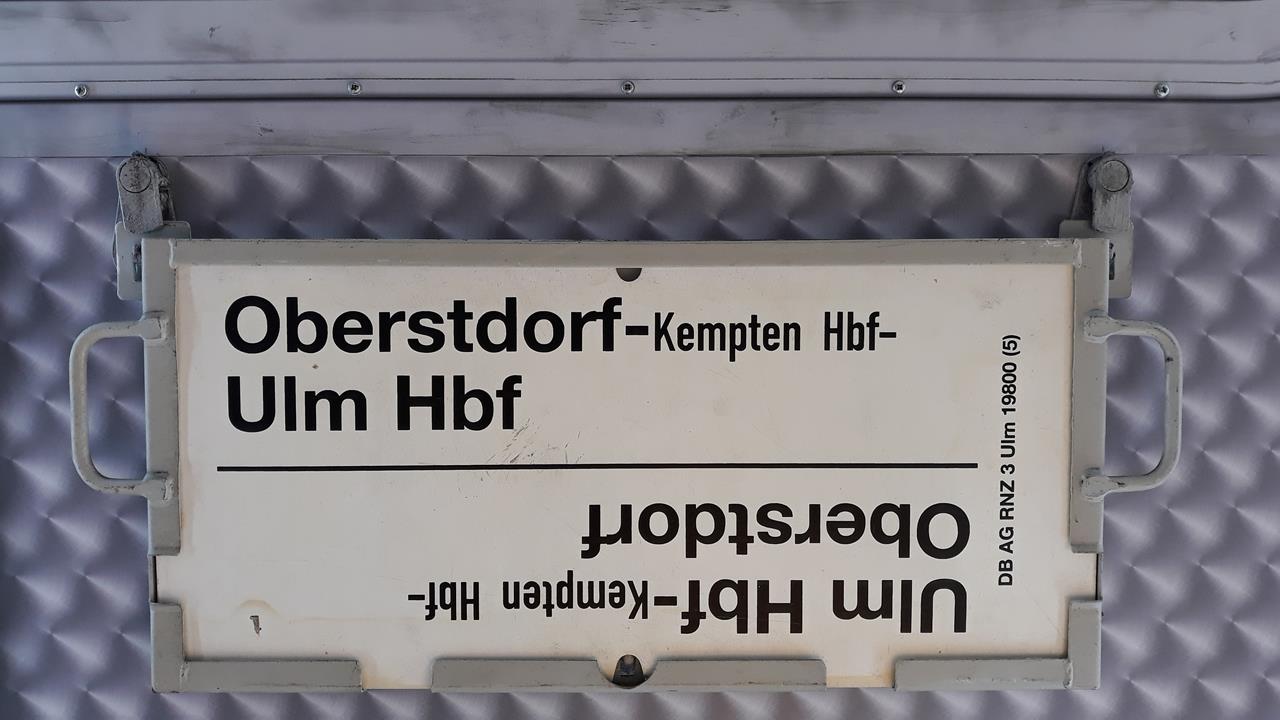 Oberstdorf-Kempten Hbf-
Ulm Hbf
Ulm Hbf-Kempten Hbf-
Oberstdorf
DB AG RNZ 3 Ulm 19800 (5)